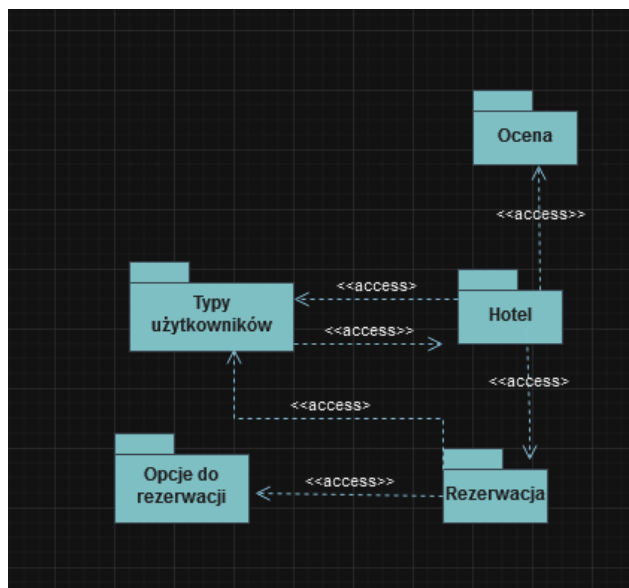 Ocena
<<access>>
<<access>
Typy
użytkowników
Hotel
<<access>>
<<access>
<<access>
Opcje do
rezerwacji
<<access>>
Rezerwacja